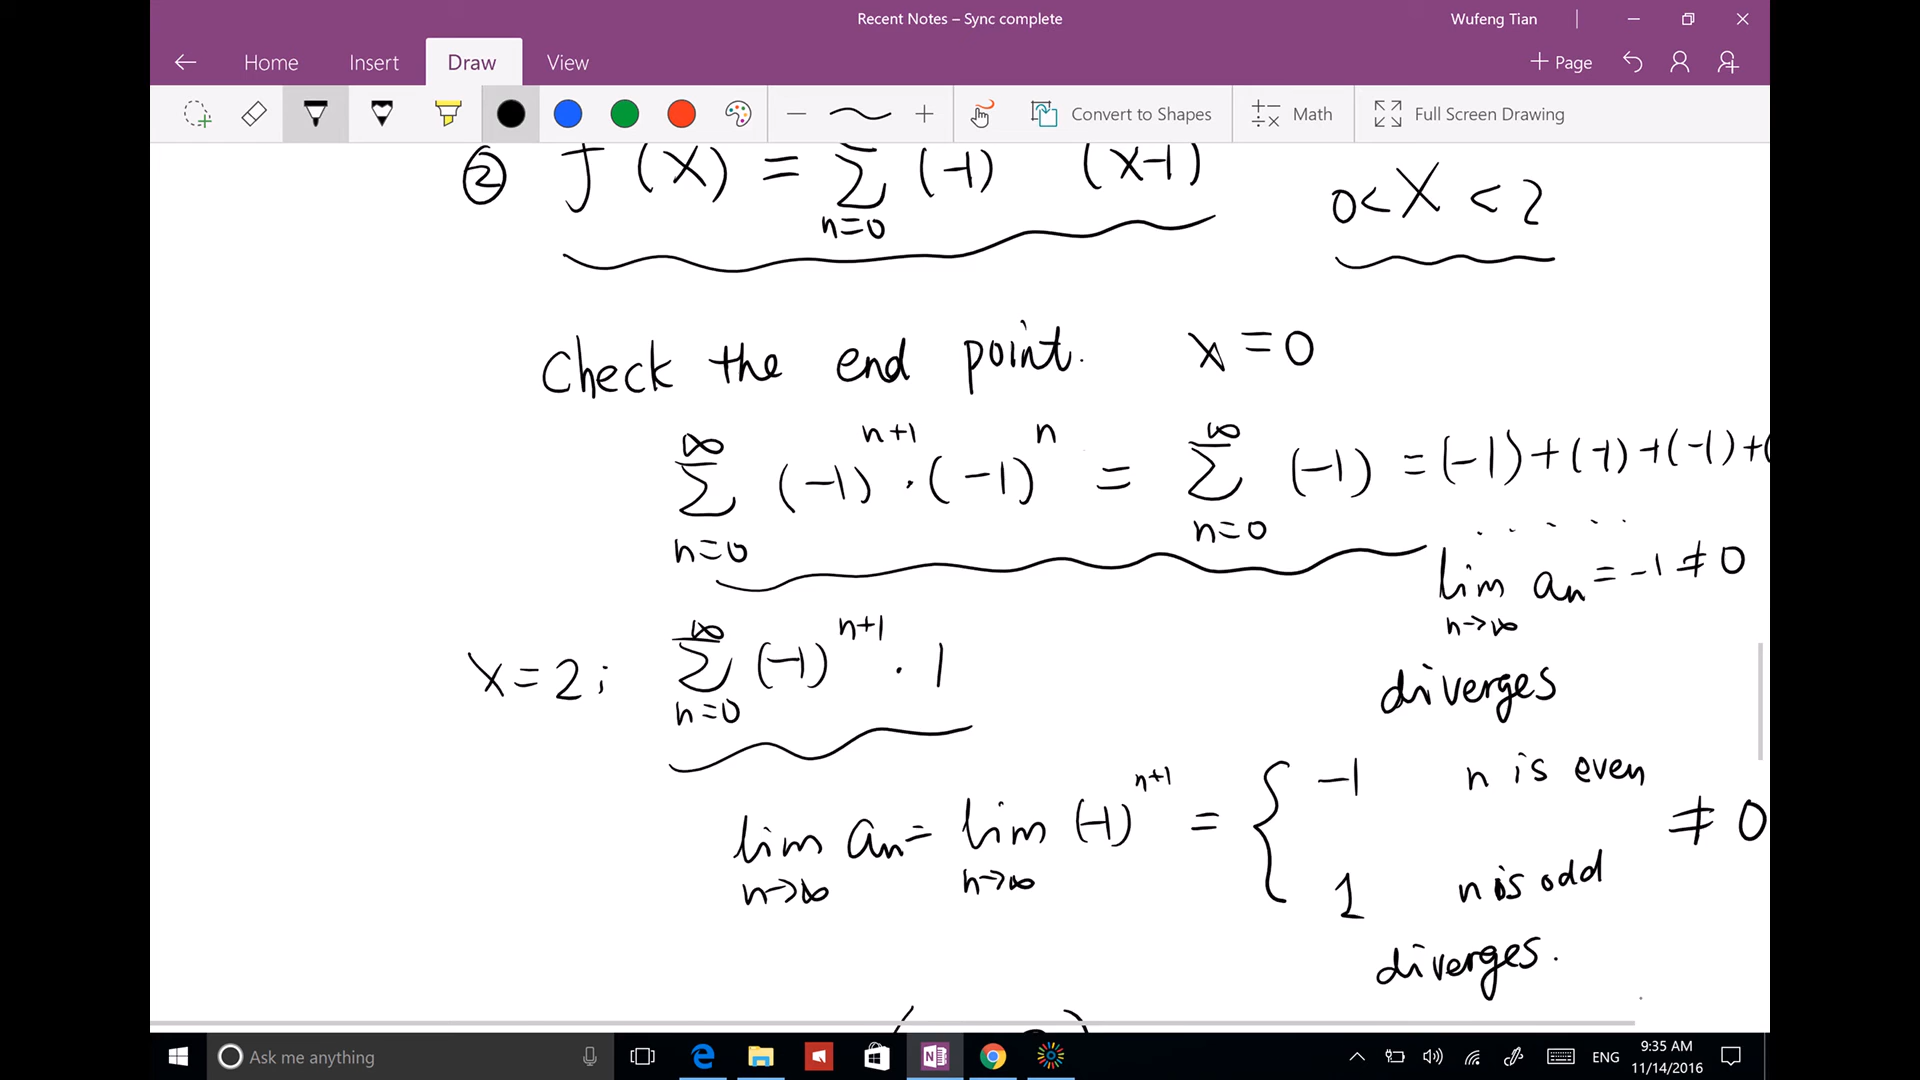 Recent Notes – Sync complete
Wufeng Tian
Home Insert Draw View
Page
Convert to Shapes
Math
Full Screen Drawing
② f (x) = Σ (-1) (x-1)
n=0
0 < x < 2
Check the end point. x = 0
∞ n+1 n ∞
Σ (-1) · (-1) = Σ (-1) = (-1) + (-1) + (-1) + (
n=0 n=0
. . . . . .
lim an = -1 ≠ 0
n→∞
∞ n+1
x = 2; Σ (-1) · 1
n=0
diverges
n+1
lim an = lim (-1) = { -1 n is even
n→∞ n→∞
≠ 0
1 n is odd
diverges.
Ask me anything
ENG
9:35 AM
11/14/2016